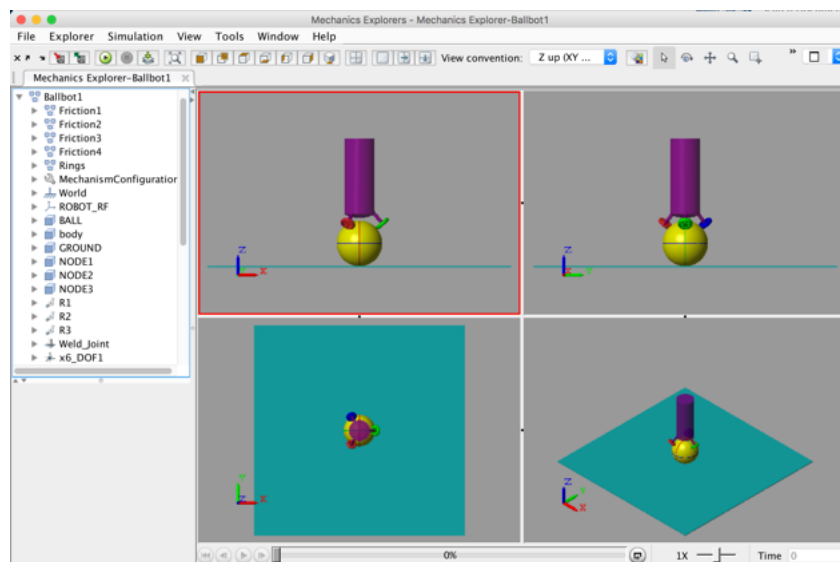 Mechanics Explorers - Mechanics Explorer-Ballbot1
File Explorer Simulation View Tools Window Help
View convention: Z up (XY ...
Mechanics Explorer-Ballbot1
Ballbot1
Friction1
Friction2
Friction3
Friction4
Rings
MechanismConfiguration
World
ROBOT_RF
BALL
body
GROUND
NODE1
NODE2
NODE3
R1
R2
R3
Weld_Joint
x6_DOF1
Z
X
Z
Y
Y
Z
X
Z
Y
X
0%
1X
Time 0